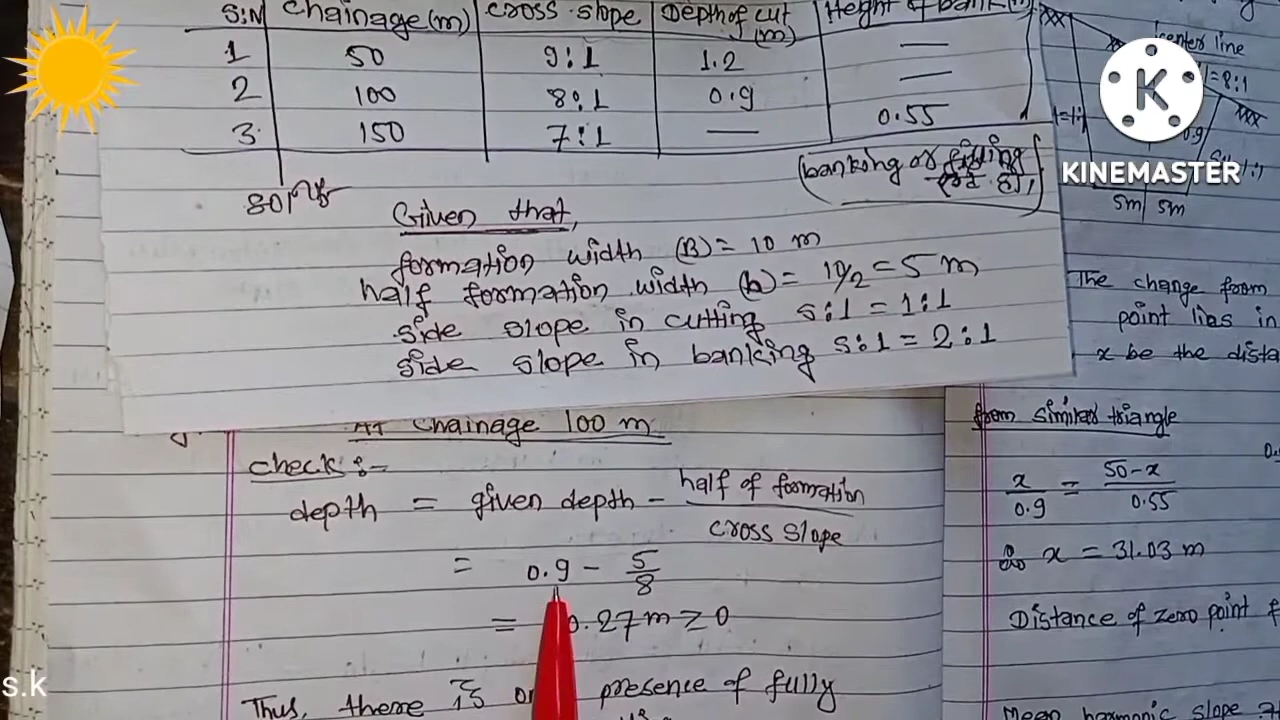 S.N Chainage (m) Cross slope Depth of cut (m) Height of bank
1 50 9:1 1.2 —
2 100 8:1 0.9 —
3. 150 7:1 — 0.55
(banking or filling
Given that,
formation width (B) = 10 m
half formation width (b) = 10/2 = 5 m
side slope in cutting s:1 = 1:1
side slope in banking s:1 = 2:1
At chainage 100 m
check :-
depth = given depth - half of formation / cross slope
= 0.9 - 5/8
= 0.27m ≥ 0
Thus, there is presence of fully
center line
1=8:1
0.9
5m 5m
The change from
point lies in
x be the dista
from similar triangle
x/0.9 = 50-x/0.55
∴ x = 31.03 m
Distance of zero point f
Mean harmonic slope
K
KINEMASTER
s.k